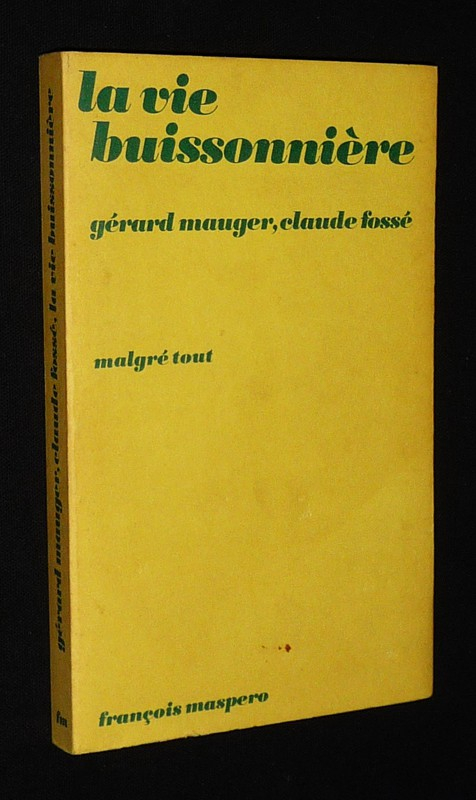 la vie
buissonnière
gérard mauger, claude fossé
malgré tout
françois maspero
gérard mauger, claude fossé, la vie buissonnière
fm